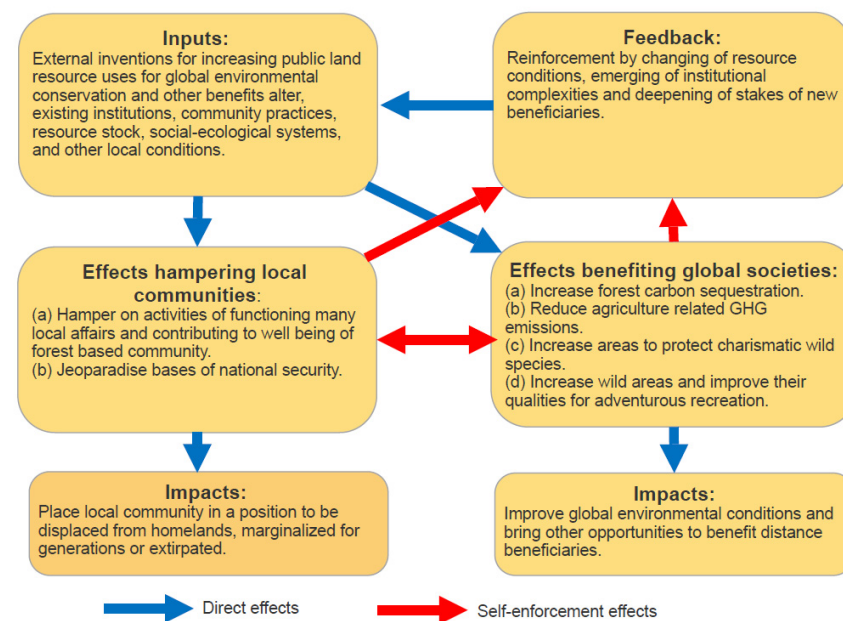 Inputs:
External inventions for increasing public land
resource uses for global environmental
conservation and other benefits alter,
existing institutions, community practices,
resource stock, social-ecological systems,
and other local conditions.
Feedback:
Reinforcement by changing of resource
conditions, emerging of institutional
complexities and deepening of stakes of new
beneficiaries.
Effects hampering local
communities:
(a) Hamper on activities of functioning many
local affairs and contributing to well being of
forest based community.
(b) Jeoparadise bases of national security.
Effects benefiting global societies:
(a) Increase forest carbon sequestration.
(b) Reduce agriculture related GHG
emissions.
(c) Increase areas to protect charismatic wild
species.
(d) Increase wild areas and improve their
qualities for adventurous recreation.
Impacts:
Place local community in a position to be
displaced from homelands, marginalized for
generations or extirpated.
Impacts:
Improve global environmental conditions and
bring other opportunities to benefit distance
beneficiaries.
Direct effects
Self-enforcement effects